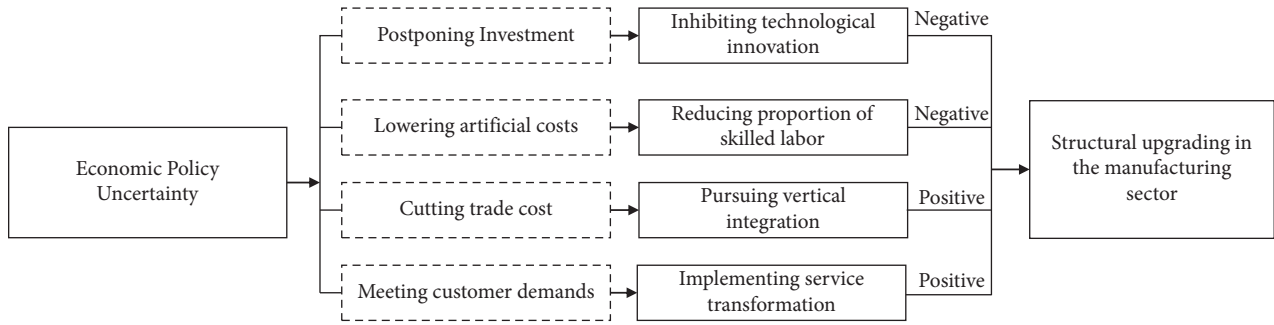 Economic Policy
Uncertainty
Postponing Investment
Inhibiting technological
innovation
Negative
Lowering artificial costs
Reducing proportion of
skilled labor
Negative
Cutting trade cost
Pursuing vertical
integration
Positive
Meeting customer demands
Implementing service
transformation
Positive
Structural upgrading in
the manufacturing
sector